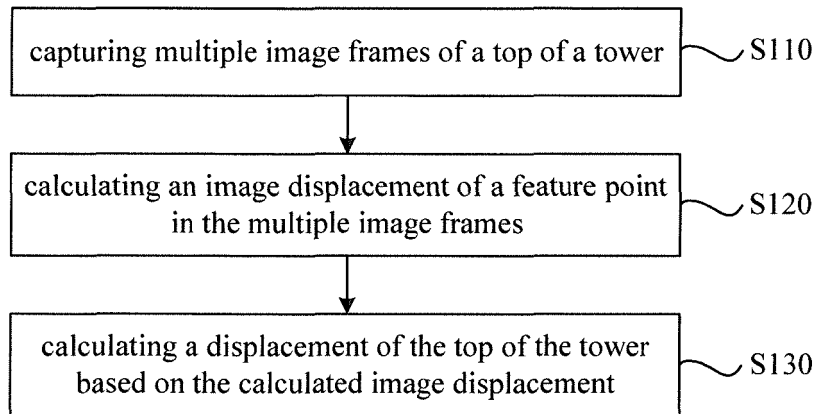 capturing multiple image frames of a top of a tower
S110
calculating an image displacement of a feature point
in the multiple image frames
S120
calculating a displacement of the top of the tower
based on the calculated image displacement
S130